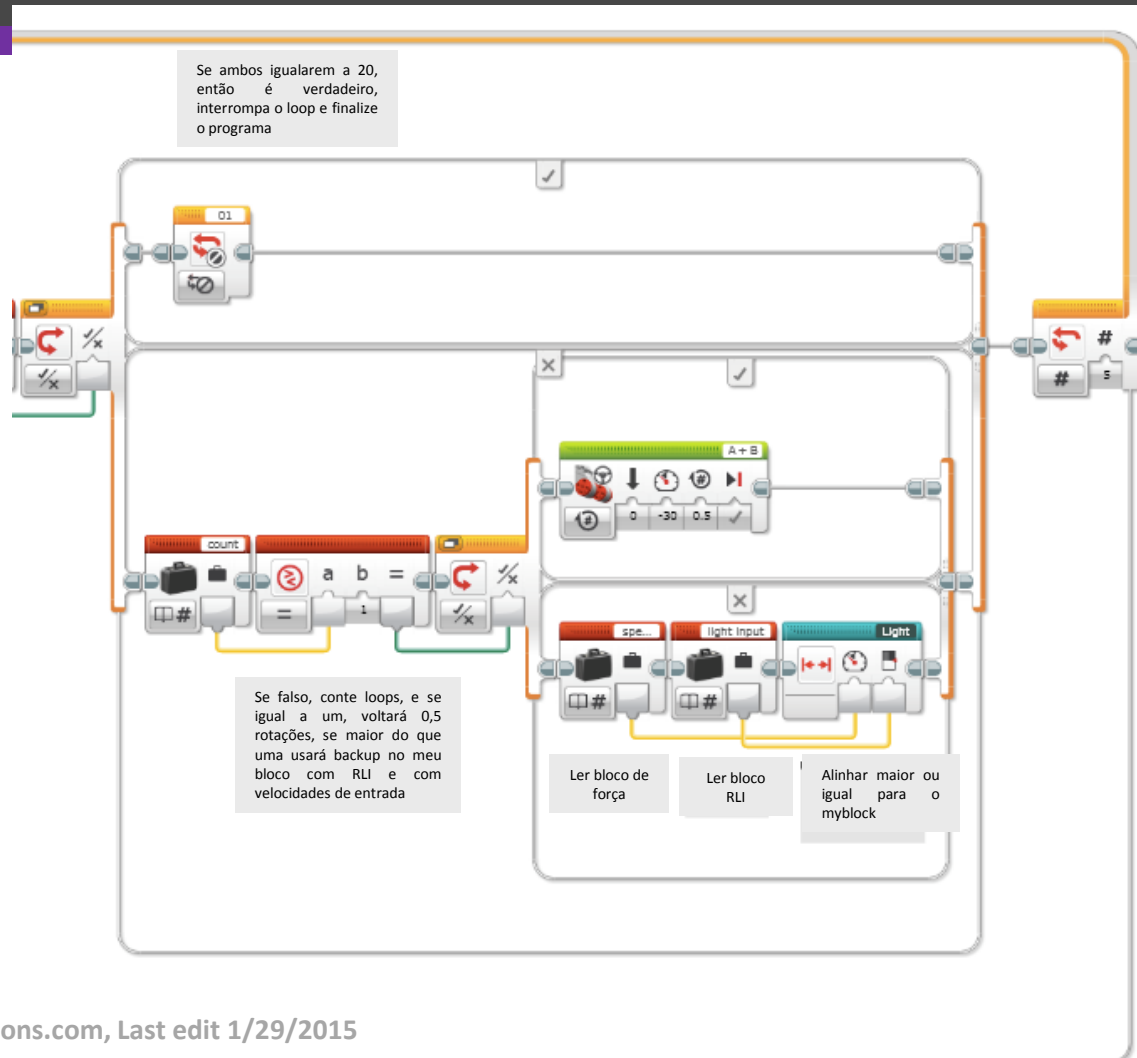 Se ambos igualarem a 20,
então é verdadeiro,
interrompa o loop e finalize
o programa
01
#
# 5
A + B
# 0 -30 0.5
count
a b =
# = 1
spe... light input Light
# #
Se falso, conte loops, e se
igual a um, voltará 0,5
rotações, se maior do que
uma usará backup no meu
bloco com RLI e com
velocidades de entrada
Ler bloco de
força
Ler bloco
RLI
Alinhar maior ou
igual para o
myblock
ons.com, Last edit 1/29/2015